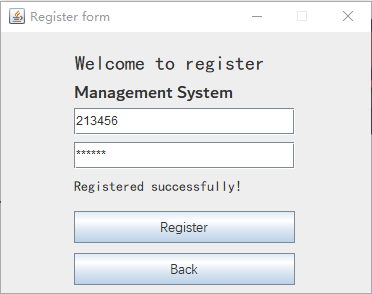 Register form
Welcome to register
Management System
213456
******
Registered successfully!
Register
Back